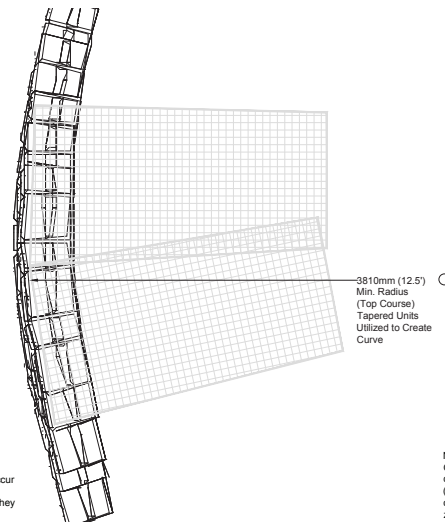 3810mm (12.5')
Min. Radius
(Top Course)
Tapered Units
Utilized to Create
Curve